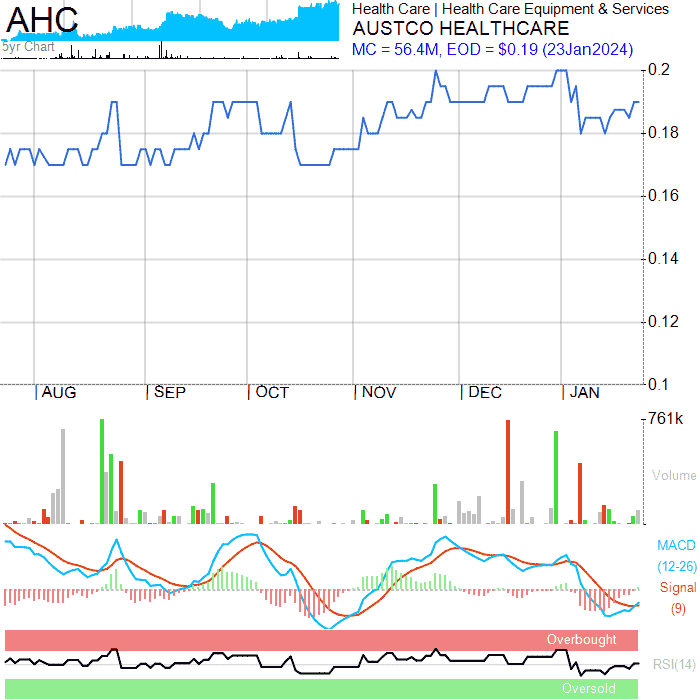 AHC
Health Care | Health Care Equipment & Services
AUSTCO HEALTHCARE
5yr Chart
MC = 56.4M, EOD = $0.19 (23Jan2024)
0.2
0.18
0.16
0.14
0.12
0.1
AUG
SEP
OCT
NOV
DEC
JAN
761k
Volume
MACD
(12-26)
Signal
(9)
Overbought
RSI(14)
Oversold